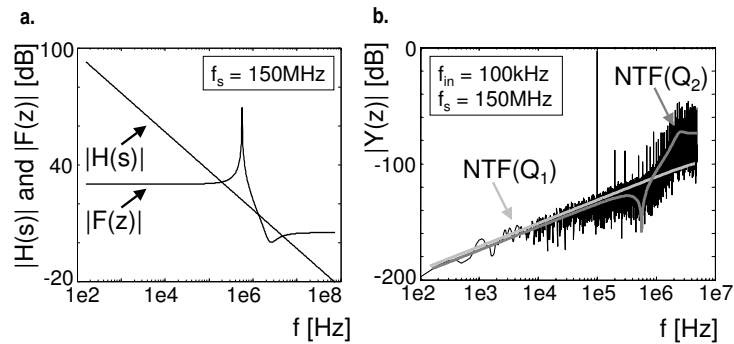 a.
|H(s)| and |F(z)| [dB]
100
40
-20
f_s = 150MHz
|H(s)|
|F(z)|
1e2 1e4 1e6 1e8
f [Hz]
b.
|Y(z)| [dB]
0
-100
-200
f_in = 100kHz
f_s = 150MHz
NTF(Q_2)
NTF(Q_1)
1e2 1e3 1e4 1e5 1e6 1e7
f [Hz]